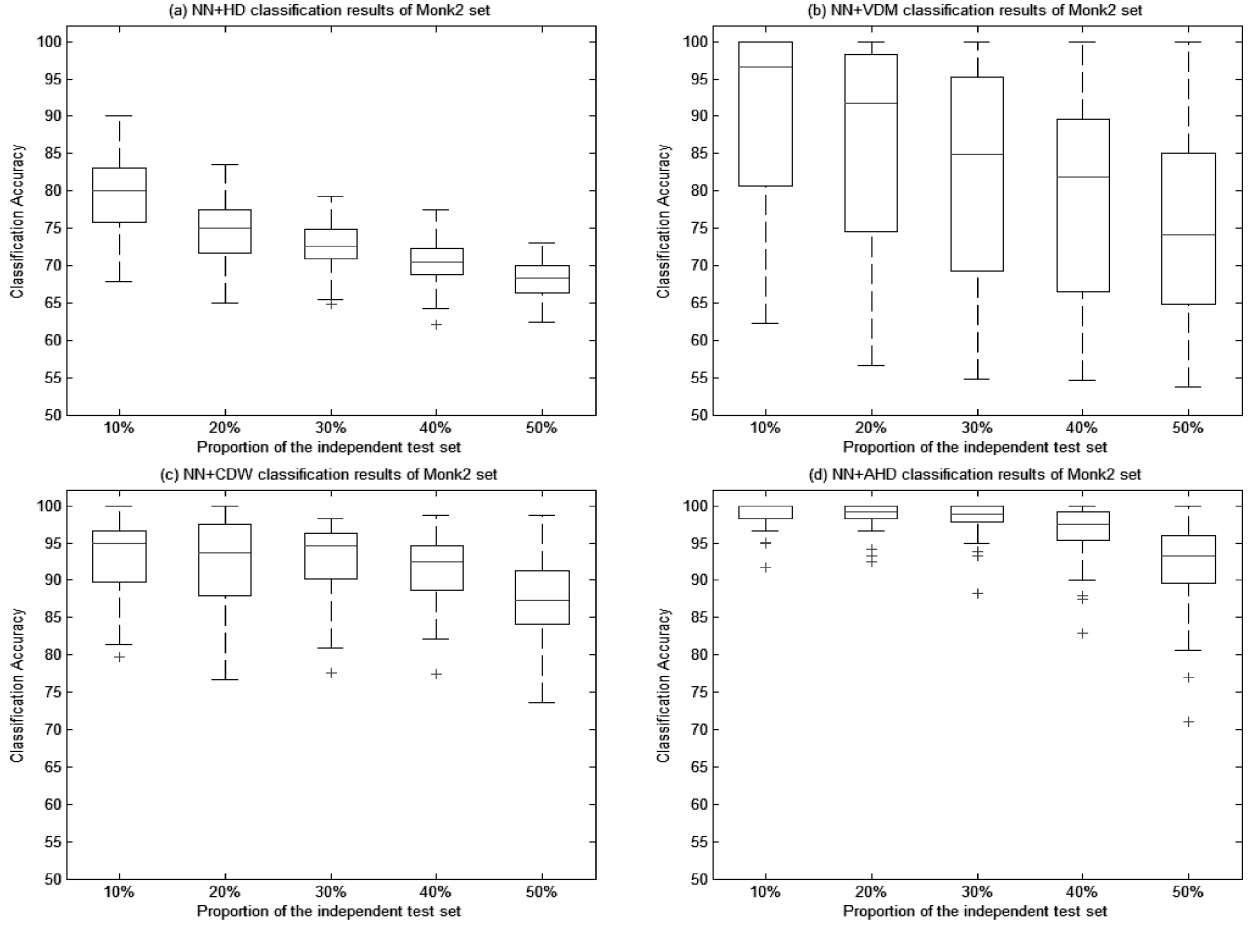 (a) NN+HD classification results of Monk2 set
100
95
90
85
80
75
70
65
60
55
50
Classification Accuracy
10% 20% 30% 40% 50%
Proportion of the independent test set
(b) NN+VDM classification results of Monk2 set
100
95
90
85
80
75
70
65
60
55
50
Classification Accuracy
10% 20% 30% 40% 50%
Proportion of the independent test set
(c) NN+CDW classification results of Monk2 set
100
95
90
85
80
75
70
65
60
55
50
Classification Accuracy
10% 20% 30% 40% 50%
Proportion of the independent test set
(d) NN+AHD classification results of Monk2 set
100
95
90
85
80
75
70
65
60
55
50
Classification Accuracy
10% 20% 30% 40% 50%
Proportion of the independent test set